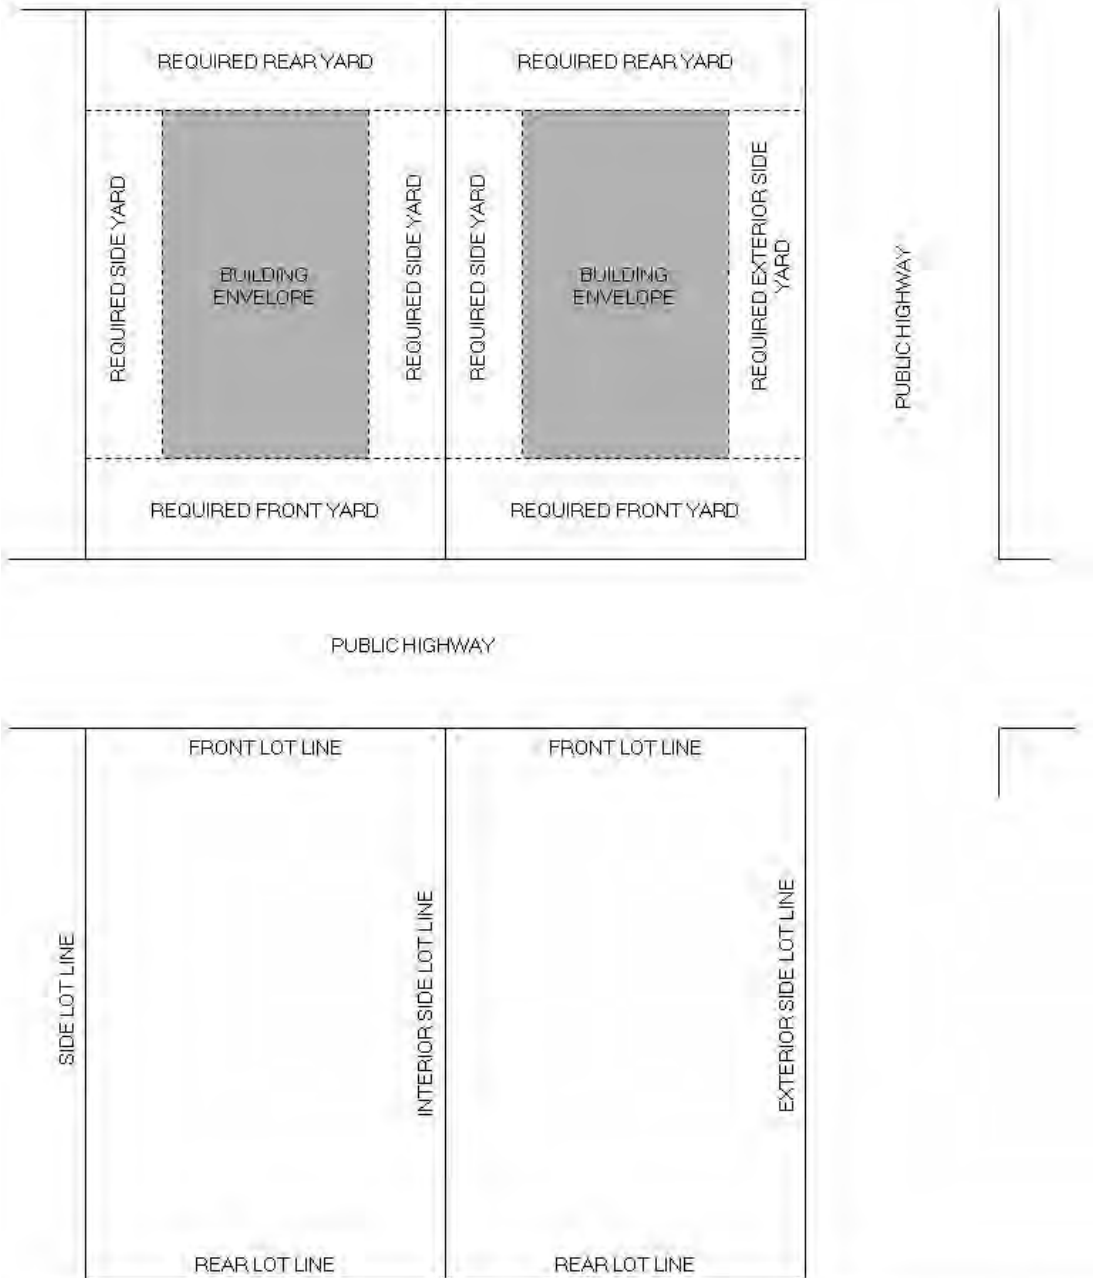 REQUIRED REAR YARD
REQUIRED REAR YARD
REQUIRED SIDE YARD
BUILDING
ENVELOPE
REQUIRED SIDE YARD
REQUIRED SIDE YARD
BUILDING
ENVELOPE
REQUIRED EXTERIOR SIDE
YARD
PUBLIC HIGHWAY
REQUIRED FRONT YARD
REQUIRED FRONT YARD
PUBLIC HIGHWAY
FRONT LOT LINE
FRONT LOT LINE
SIDE LOT LINE
INTERIOR SIDE LOT LINE
EXTERIOR SIDE LOT LINE
REAR LOT LINE
REAR LOT LINE